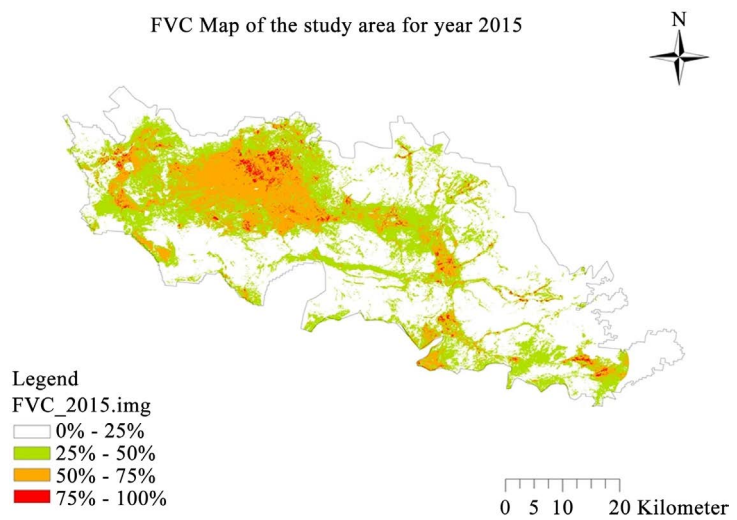 FVC Map of the study area for year 2015
N
Legend
FVC_2015.img
0% - 25%
25% - 50%
50% - 75%
75% - 100%
0 5 10 20 Kilometer